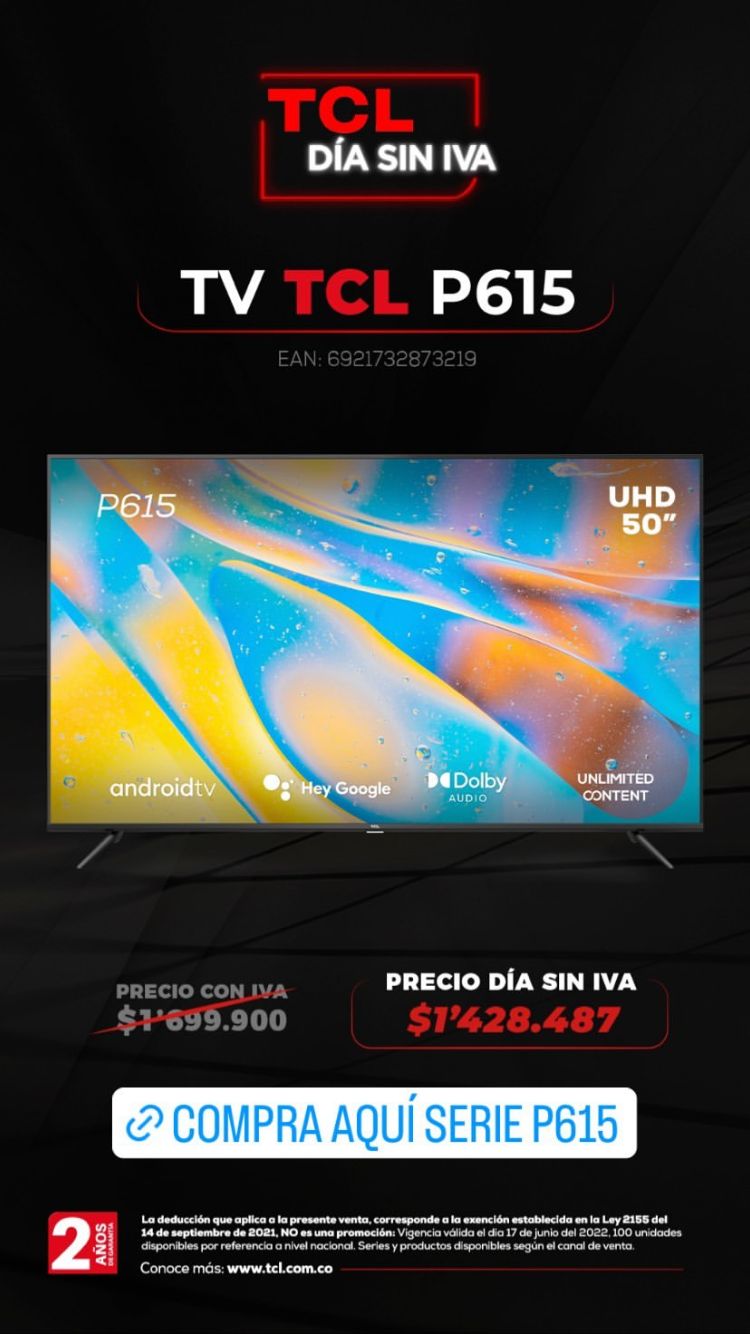 TCL
DÍA SIN IVA
TV TCL P615
EAN: 6921732873219
P615
UHD
50”
androidtv
Hey Google
Dolby
AUDIO
UNLIMITED
CONTENT
TCL
PRECIO CON IVA
$1’699.900
PRECIO DÍA SIN IVA
$1’428.487
COMPRA AQUÍ SERIE P615
2 AÑOS
DE GARANTÍA
La deducción que aplica a la presente venta, corresponde a la exención establecida en la Ley 2155 del
14 de septiembre de 2021, NO es una promoción: Vigencia válida el dia 17 de junio del 2022, 100 unidades
disponibles por referencia a nivel nacional. Series y productos disponibles según el canal de venta.
Conoce más: www.tcl.com.co